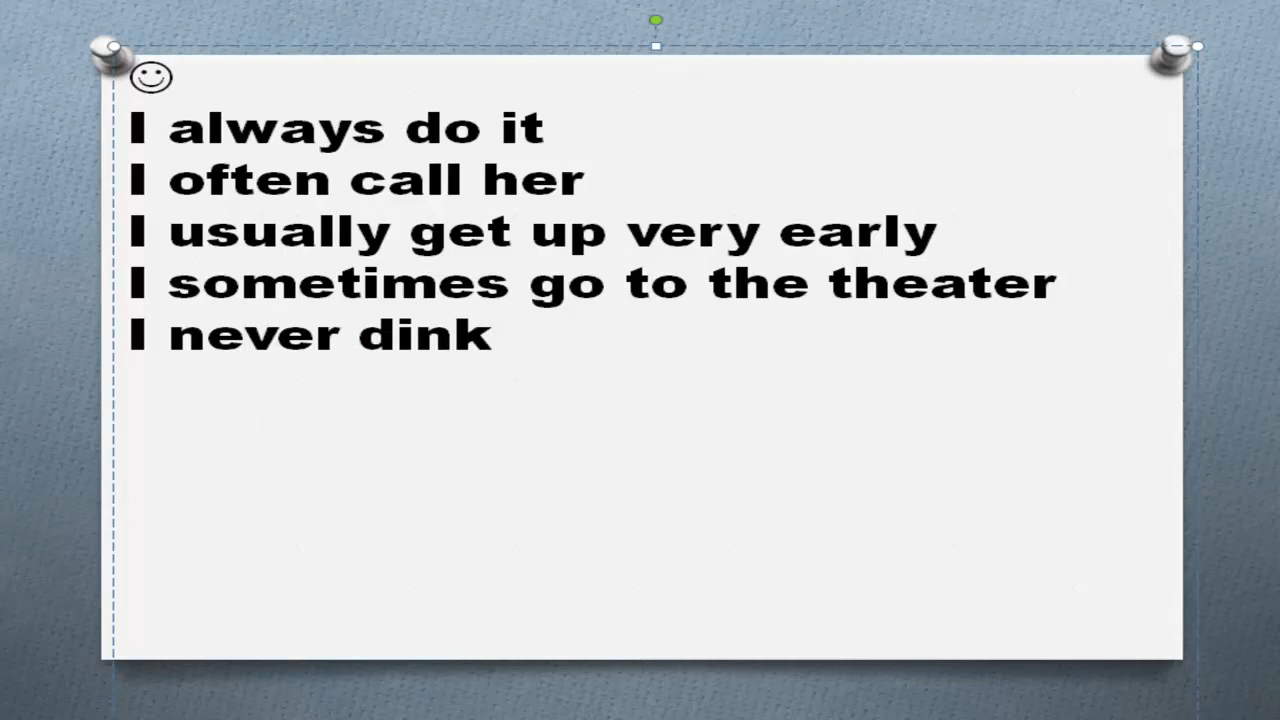 I always do it
I often call her
I usually get up very early
I sometimes go to the theater
I never dink